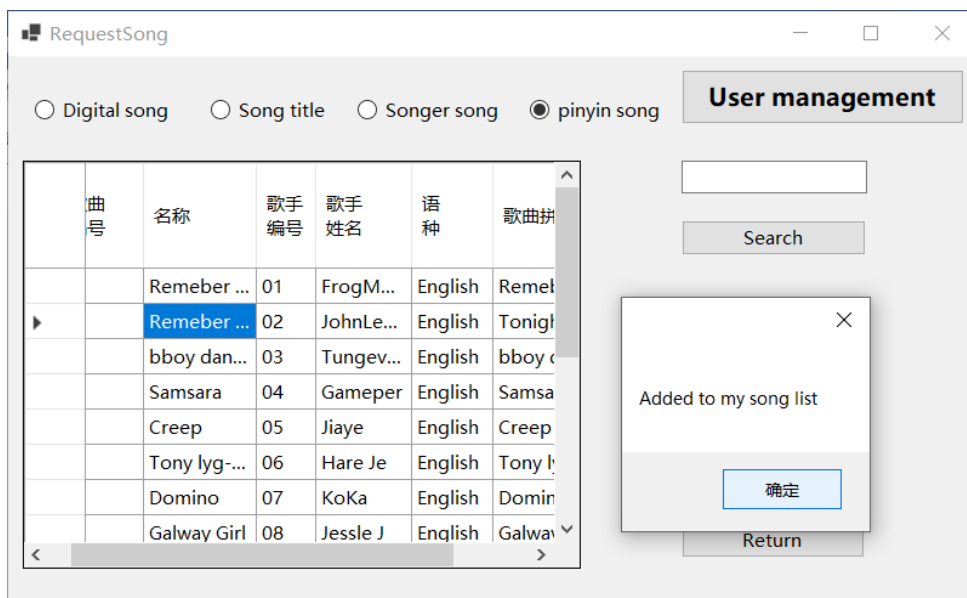 RequestSong
Digital song
Song title
Songer song
pinyin song
User management
曲
号
名称
歌手
编号
歌手
姓名
语
种
歌曲拼
Remeber ... 01 FrogM... English Remeb
Remeber ... 02 JohnLe... English Tonigh
bboy dan... 03 Tungev... English bboy
Samsara 04 Gameper English Samsa
Creep 05 Jiaye English Creep
Tony lyg-... 06 Hare Je English Tony
Domino 07 KoKa English Domin
Galway Girl 08 Jessle J English Galway
Search
Added to my song list
确定
Return